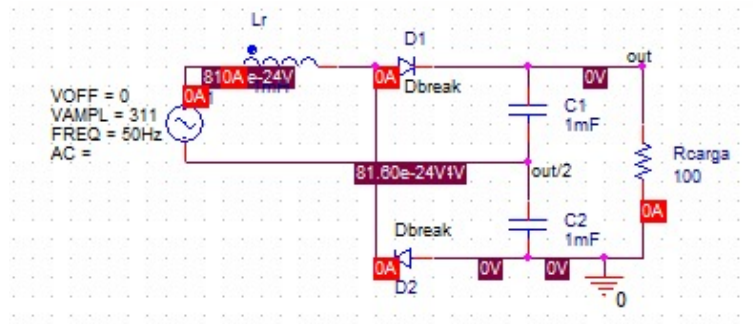 Lr
D1
out
810A e-24V
0A
0V
Dbreak
VOFF = 0
VAMPL = 311
FREQ = 50Hz
AC =
0A
C1
1mF
81.60e-24V
out/2
Rcarga
100
0A
Dbreak
C2
1mF
0A
0V
0V
D2
0